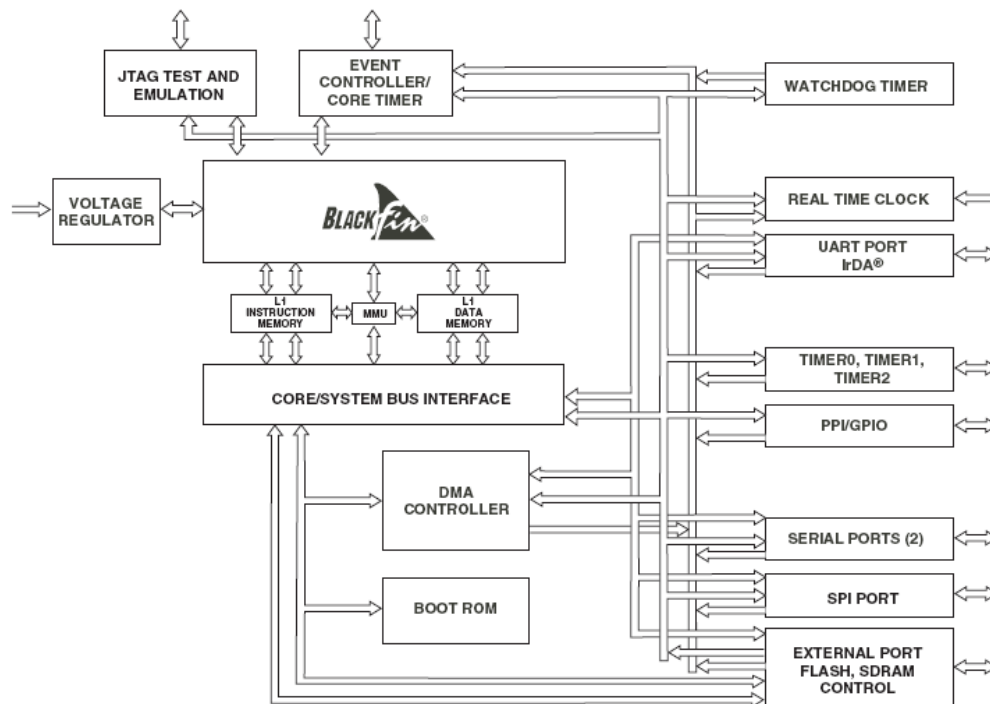 JTAG TEST AND
EMULATION
EVENT
CONTROLLER/
CORE TIMER
WATCHDOG TIMER
VOLTAGE
REGULATOR
BLACKfin®
REAL TIME CLOCK
UART PORT
IrDA®
L1
INSTRUCTION
MEMORY
MMU
L1
DATA
MEMORY
TIMER0, TIMER1,
TIMER2
CORE/SYSTEM BUS INTERFACE
PPI/GPIO
DMA
CONTROLLER
SERIAL PORTS (2)
SPI PORT
BOOT ROM
EXTERNAL PORT
FLASH, SDRAM
CONTROL